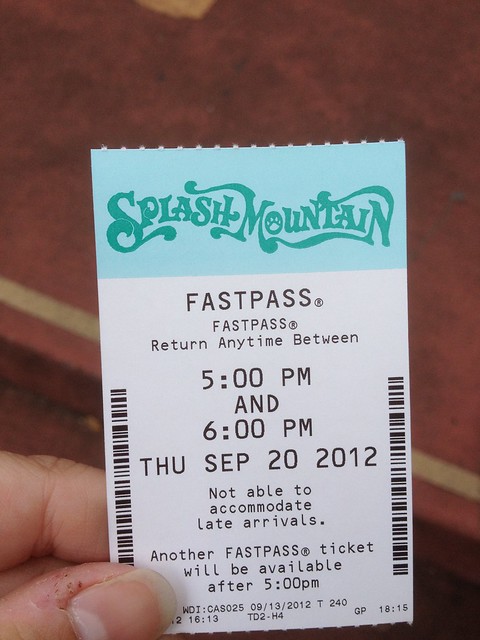 SPLASH MOUNTAIN
FASTPASS®
FASTPASS®
Return Anytime Between
5:00 PM
AND
6:00 PM
THU SEP 20 2012
Not able to
accommodate
late arrivals.
Another FASTPASS® ticket
will be available
after 5:00pm
WDI:CAS025 09/13/2012 T 240
16:13 TD2-H4 GP 18:15